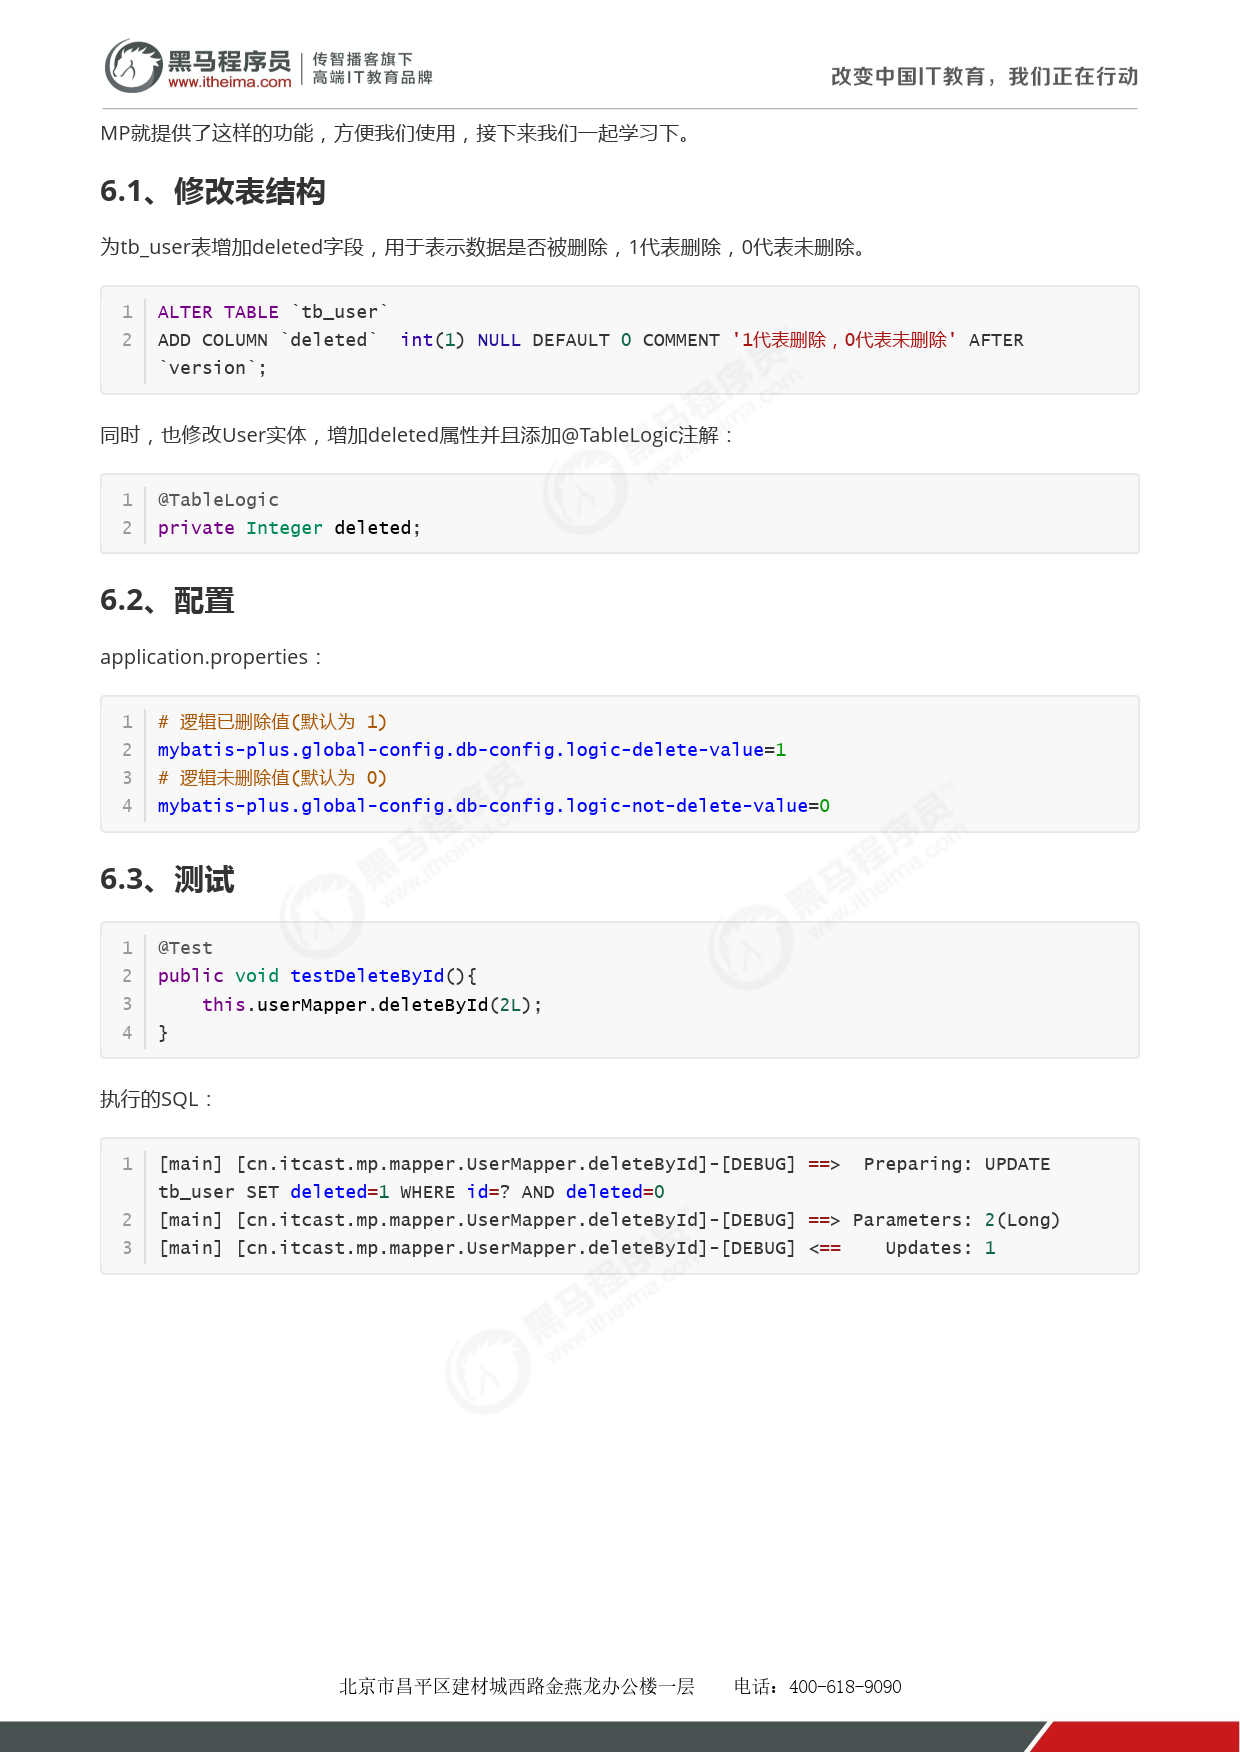 黑马程序员
www.itheima.com
传智播客旗下
高端IT教育品牌
改变中国IT教育，我们正在行动
MP就提供了这样的功能，方便我们使用，接下来我们一起学习下。
6.1、修改表结构
为tb_user表增加deleted字段，用于表示数据是否被删除，1代表删除，0代表未删除。
1 ALTER TABLE `tb_user`
2 ADD COLUMN `deleted`  int(1) NULL DEFAULT 0 COMMENT '1代表删除，0代表未删除' AFTER
`version`;
同时，也修改User实体，增加deleted属性并且添加@TableLogic注解：
1 @TableLogic
2 private Integer deleted;
6.2、配置
application.properties：
1 # 逻辑已删除值(默认为 1)
2 mybatis-plus.global-config.db-config.logic-delete-value=1
3 # 逻辑未删除值(默认为 0)
4 mybatis-plus.global-config.db-config.logic-not-delete-value=0
6.3、测试
1 @Test
2 public void testDeleteById(){
3     this.userMapper.deleteById(2L);
4 }
执行的SQL：
1 [main] [cn.itcast.mp.mapper.UserMapper.deleteById]-[DEBUG] ==>  Preparing: UPDATE
tb_user SET deleted=1 WHERE id=? AND deleted=0
2 [main] [cn.itcast.mp.mapper.UserMapper.deleteById]-[DEBUG] ==> Parameters: 2(Long)
3 [main] [cn.itcast.mp.mapper.UserMapper.deleteById]-[DEBUG] <==    Updates: 1
北京市昌平区建材城西路金燕龙办公楼一层    电话：400-618-9090